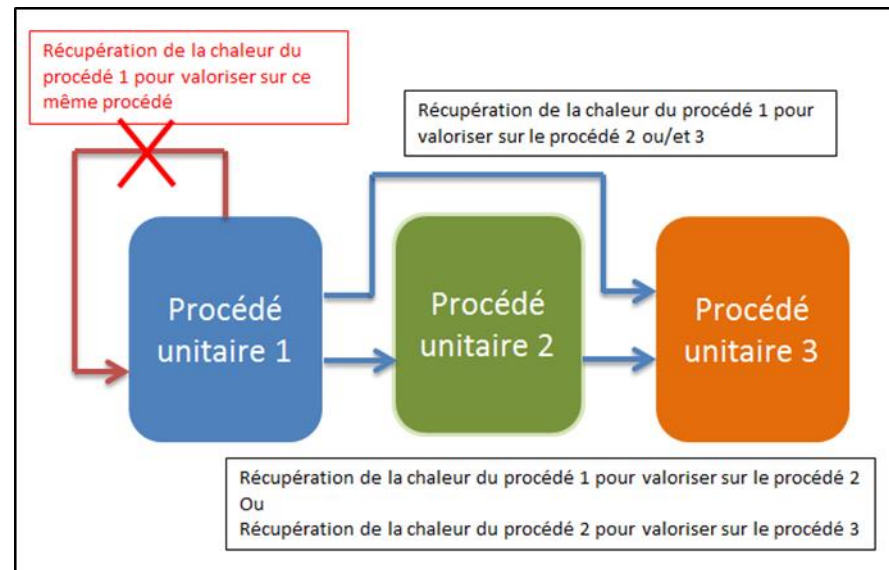 Récupération de la chaleur du
procédé 1 pour valoriser sur ce
même procédé
Récupération de la chaleur du procédé 1 pour
valoriser sur le procédé 2 ou/et 3
Procédé
unitaire 1
Procédé
unitaire 2
Procédé
unitaire 3
Récupération de la chaleur du procédé 1 pour valoriser sur le procédé 2
Ou
Récupération de la chaleur du procédé 2 pour valoriser sur le procédé 3